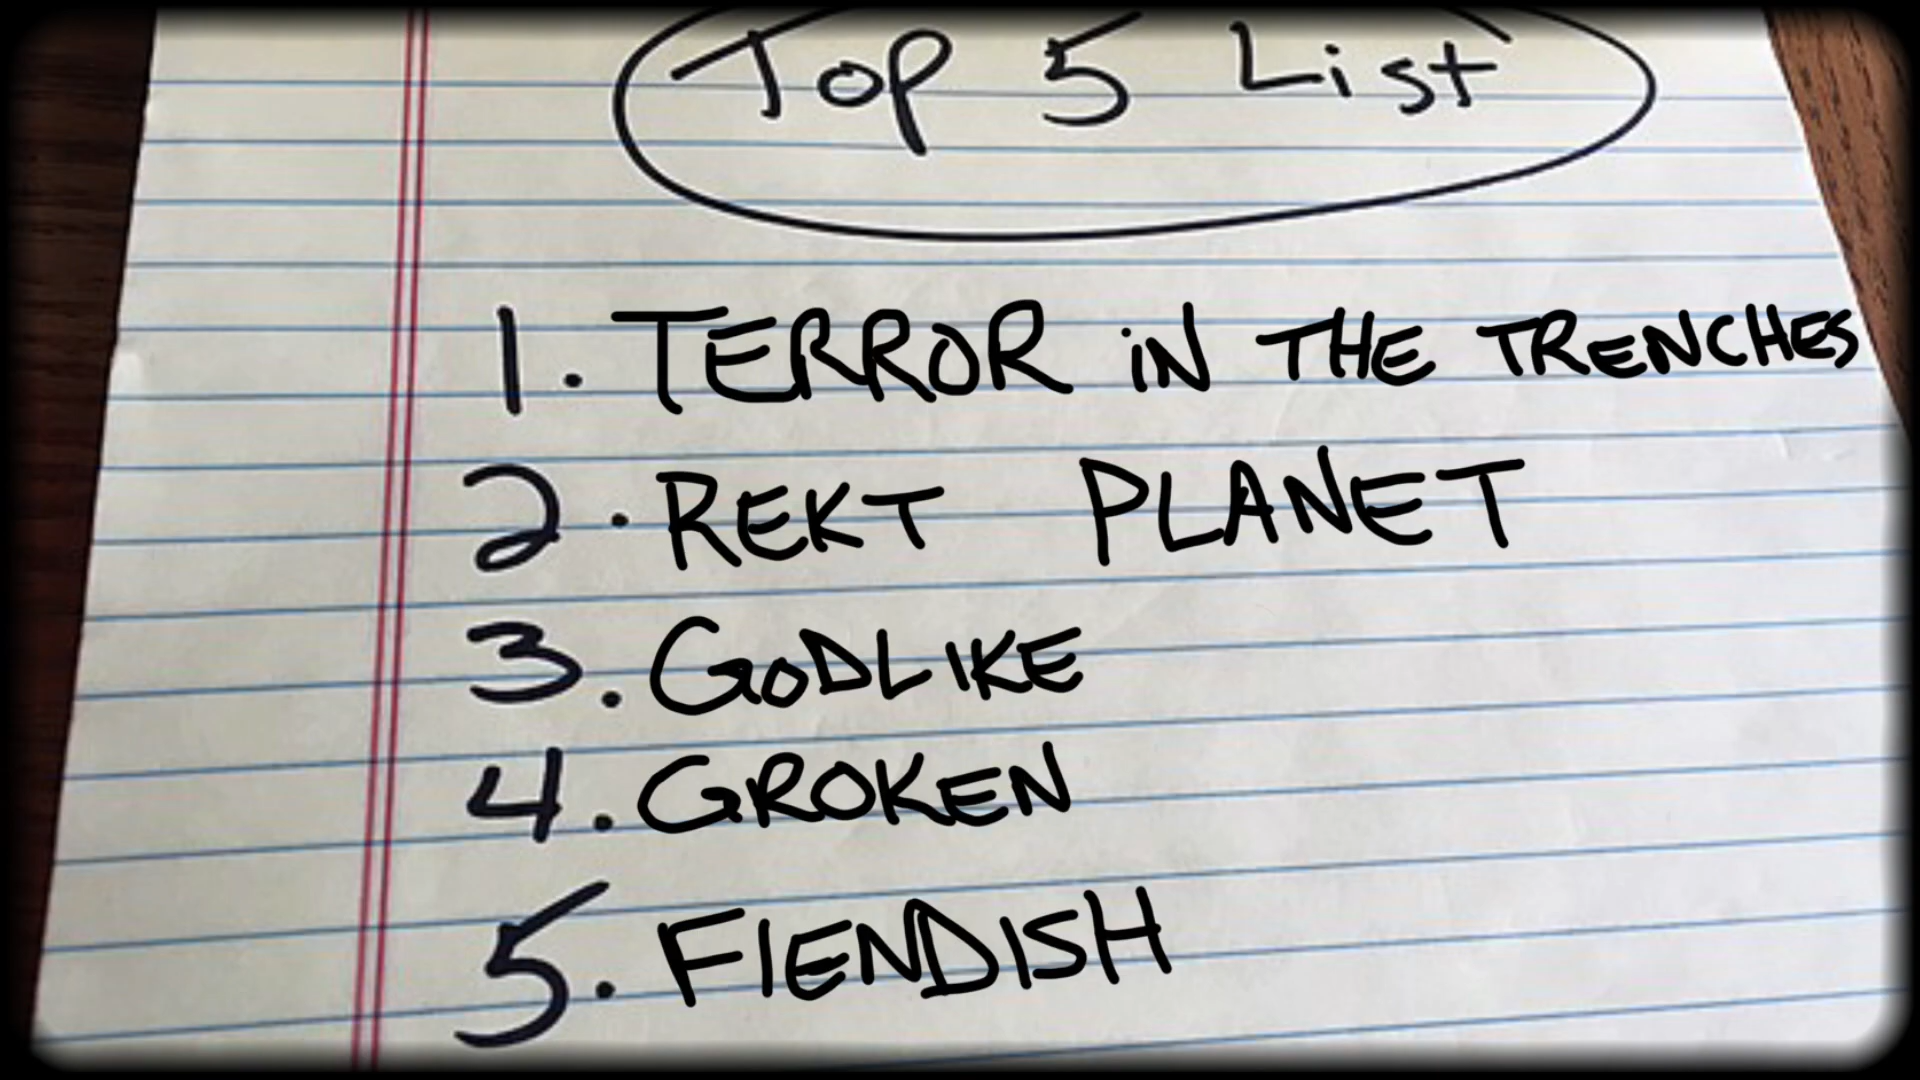 Top 5 List
1. TERROR iN THE TRENCHES
2. REKT PLANET
3. GODLIKE
4. GROKEN
5. FIENDISH